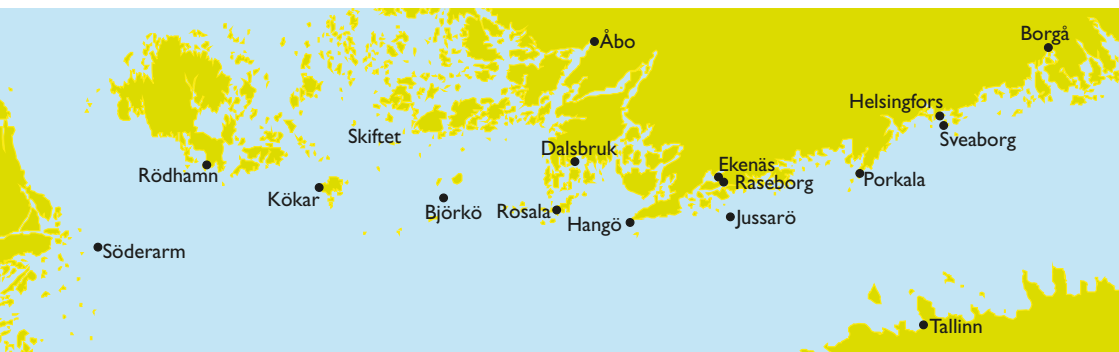 Åbo
Borgå
Helsingfors
Sveaborg
Skiftet
Dalsbruk
Ekenäs
Raseborg
Rödhamn
Porkala
Kökar
Björkö
Rosala
Hangö
Jussarö
Söderarm
Tallinn